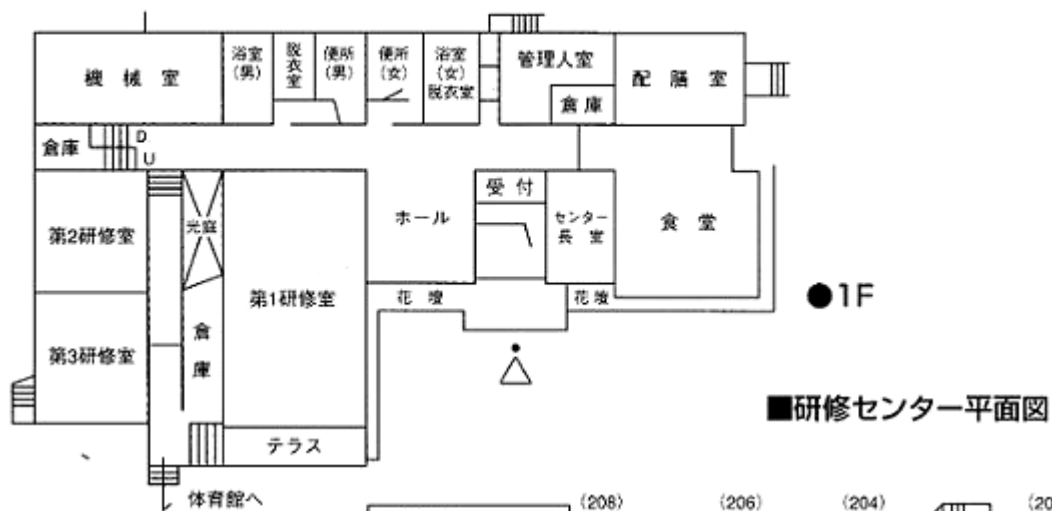 機械室
浴室
(男)
脱衣室
便所
(男)
便所
(女)
浴室
(女)
脱衣室
管理人室
倉庫
配膳室
倉庫
D
U
第2研修室
光庭
第1研修室
ホール
受付
センター
長室
食堂
花壇
花壇
●1F
第3研修室
倉庫
■研修センター平面図
テラス
体育館へ
(208)
(206)
(204)
(20